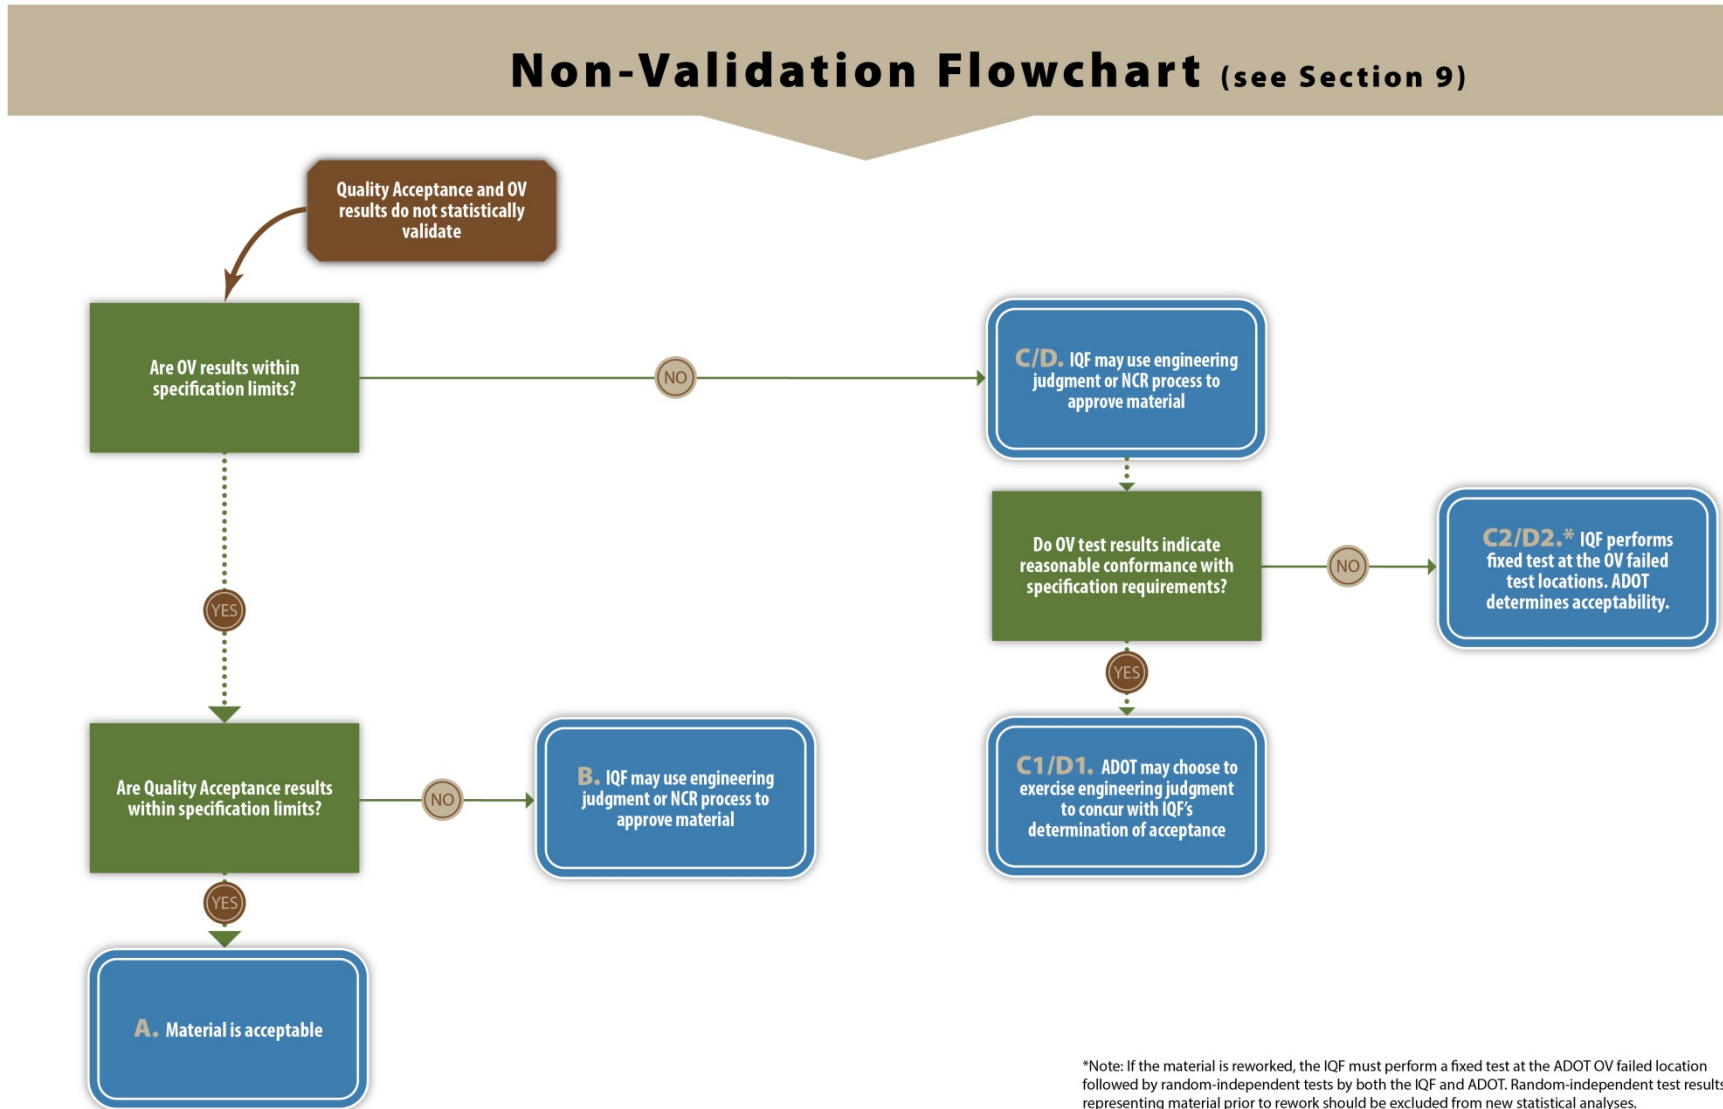 Non-Validation Flowchart (see Section 9)
Quality Acceptance and OV
results do not statistically
validate
Are OV results within
specification limits?
NO
C/D. IQF may use engineering
judgment or NCR process to
approve material
Do OV test results indicate
reasonable conformance with
specification requirements?
NO
C2/D2.* IQF performs
fixed test at the OV failed
test locations. ADOT
determines acceptability.
YES
YES
C1/D1. ADOT may choose to
exercise engineering judgment
to concur with IQF's
determination of acceptance
Are Quality Acceptance results
within specification limits?
NO
B. IQF may use engineering
judgment or NCR process to
approve material
YES
A. Material is acceptable
*Note: If the material is reworked, the IQF must perform a fixed test at the ADOT OV failed location
followed by random-independent tests by both the IQF and ADOT. Random-independent test results
representing material prior to rework should be excluded from new statistical analyses.